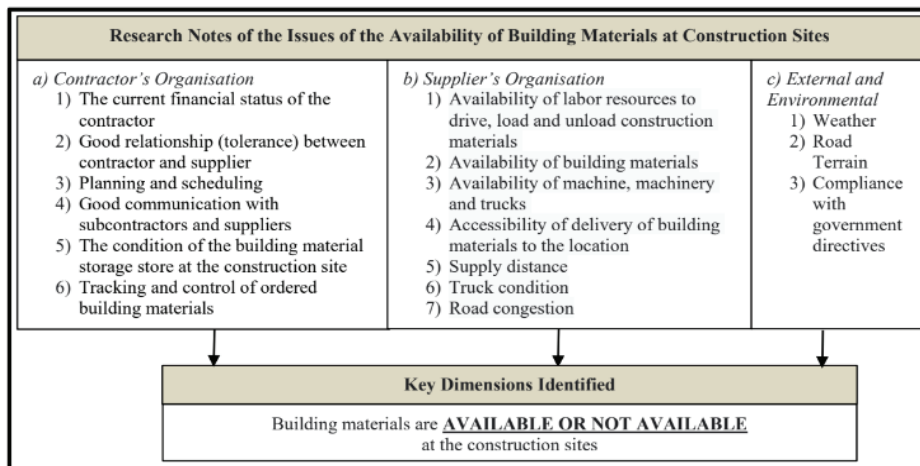 Research Notes of the Issues of the Availability of Building Materials at Construction Sites
a) Contractor's Organisation
1) The current financial status of the
contractor
2) Good relationship (tolerance) between
contractor and supplier
3) Planning and scheduling
4) Good communication with
subcontractors and suppliers
5) The condition of the building material
storage store at the construction site
6) Tracking and control of ordered
building materials
b) Supplier's Organisation
1) Availability of labor resources to
drive, load and unload construction
materials
2) Availability of building materials
3) Availability of machine, machinery
and trucks
4) Accessibility of delivery of building
materials to the location
5) Supply distance
6) Truck condition
7) Road congestion
c) External and
Environmental
1) Weather
2) Road
Terrain
3) Compliance
with
government
directives
Key Dimensions Identified
Building materials are AVAILABLE OR NOT AVAILABLE
at the construction sites